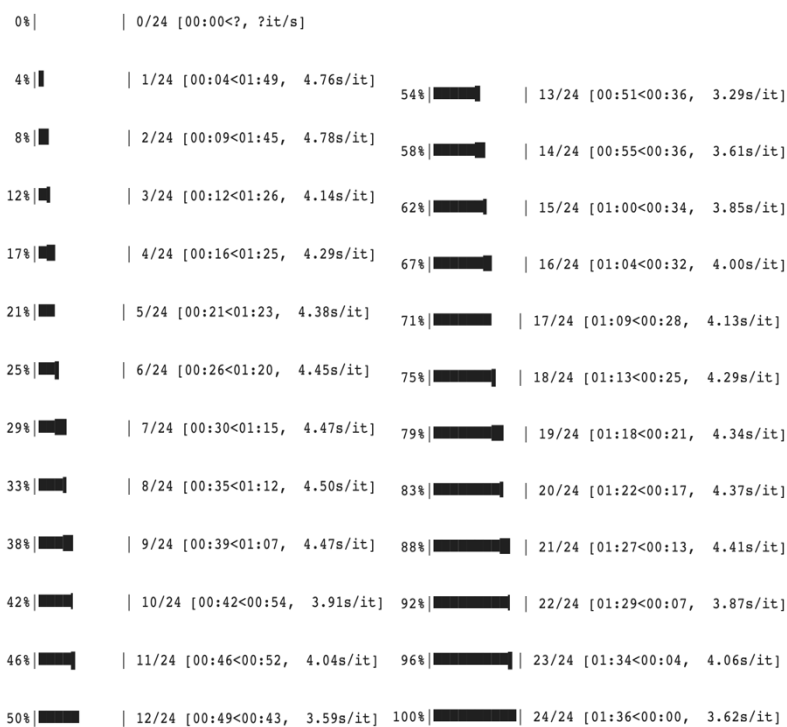 0%| | 0/24 [00:00<?, ?it/s]
4%| | 1/24 [00:04<01:49, 4.76s/it]
8%| | 2/24 [00:09<01:45, 4.78s/it]
12%| | 3/24 [00:12<01:26, 4.14s/it]
17%| | 4/24 [00:16<01:25, 4.29s/it]
21%| | 5/24 [00:21<01:23, 4.38s/it]
25%| | 6/24 [00:26<01:20, 4.45s/it]
29%| | 7/24 [00:30<01:15, 4.47s/it]
33%| | 8/24 [00:35<01:12, 4.50s/it]
38%| | 9/24 [00:39<01:07, 4.47s/it]
42%| | 10/24 [00:42<00:54, 3.91s/it]
46%| | 11/24 [00:46<00:52, 4.04s/it]
50%| | 12/24 [00:49<00:43, 3.59s/it]
54%| | 13/24 [00:51<00:36, 3.29s/it]
58%| | 14/24 [00:55<00:36, 3.61s/it]
62%| | 15/24 [01:00<00:34, 3.85s/it]
67%| | 16/24 [01:04<00:32, 4.00s/it]
71%| | 17/24 [01:09<00:28, 4.13s/it]
75%| | 18/24 [01:13<00:25, 4.29s/it]
79%| | 19/24 [01:18<00:21, 4.34s/it]
83%| | 20/24 [01:22<00:17, 4.37s/it]
88%| | 21/24 [01:27<00:13, 4.41s/it]
92%| | 22/24 [01:29<00:07, 3.87s/it]
96%| | 23/24 [01:34<00:04, 4.06s/it]
100%| | 24/24 [01:36<00:00, 3.62s/it]